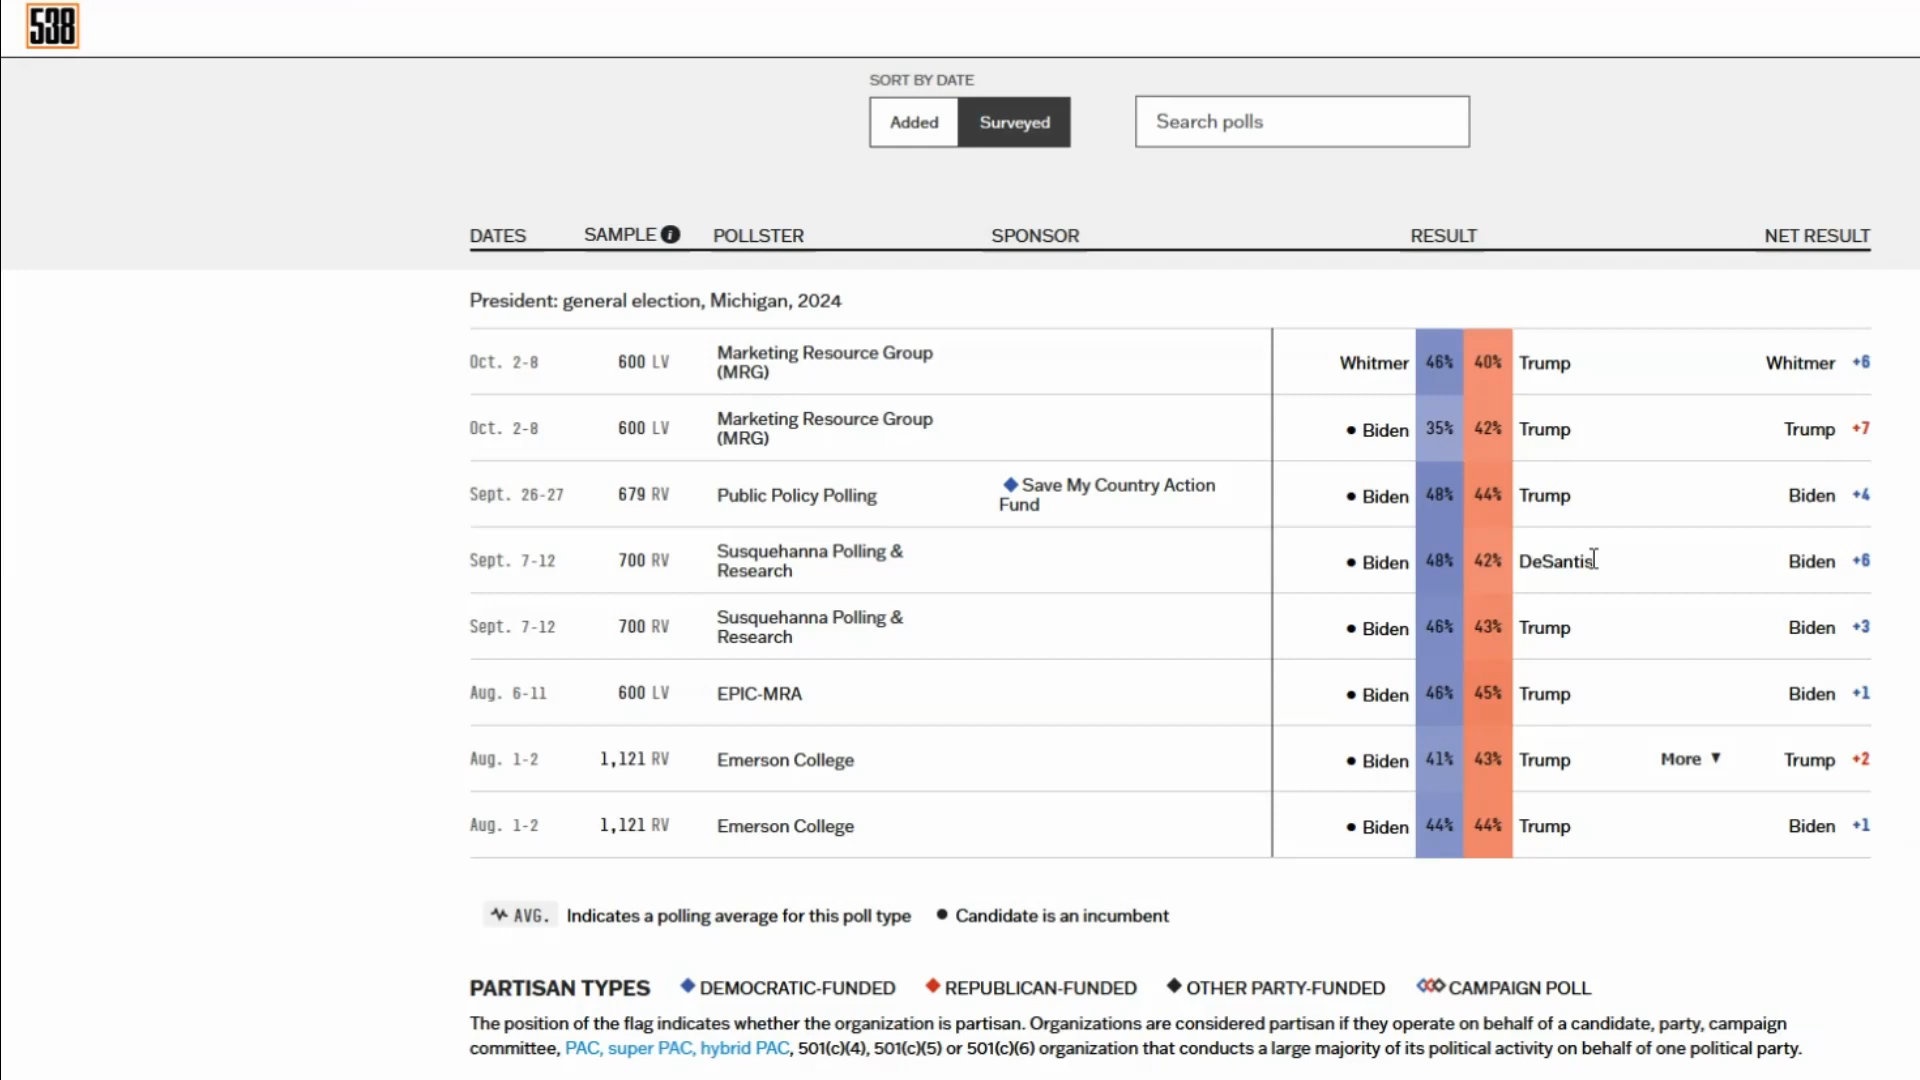 538
SORT BY DATE
Added Surveyed Search polls
DATES SAMPLE i POLLSTER SPONSOR RESULT NET RESULT
President: general election, Michigan, 2024
Oct. 2-8 600 LV Marketing Resource Group (MRG) Whitmer 46% 40% Trump Whitmer +6
Oct. 2-8 600 LV Marketing Resource Group (MRG) ● Biden 35% 42% Trump Trump +7
Sept. 26-27 679 RV Public Policy Polling ◆ Save My Country Action Fund ● Biden 48% 44% Trump Biden +4
Sept. 7-12 700 RV Susquehanna Polling & Research ● Biden 48% 42% DeSantis Biden +6
Sept. 7-12 700 RV Susquehanna Polling & Research ● Biden 46% 43% Trump Biden +3
Aug. 6-11 600 LV EPIC-MRA ● Biden 46% 45% Trump Biden +1
Aug. 1-2 1,121 RV Emerson College ● Biden 41% 43% Trump More ▼ Trump +2
Aug. 1-2 1,121 RV Emerson College ● Biden 44% 44% Trump Biden +1
AVG. Indicates a polling average for this poll type ● Candidate is an incumbent
PARTISAN TYPES ◆ DEMOCRATIC-FUNDED ◆ REPUBLICAN-FUNDED ◆ OTHER PARTY-FUNDED CAMPAIGN POLL
The position of the flag indicates whether the organization is partisan. Organizations are considered partisan if they operate on behalf of a candidate, party, campaign
committee, PAC, super PAC, hybrid PAC, 501(c)(4), 501(c)(5) or 501(c)(6) organization that conducts a large majority of its political activity on behalf of one political party.